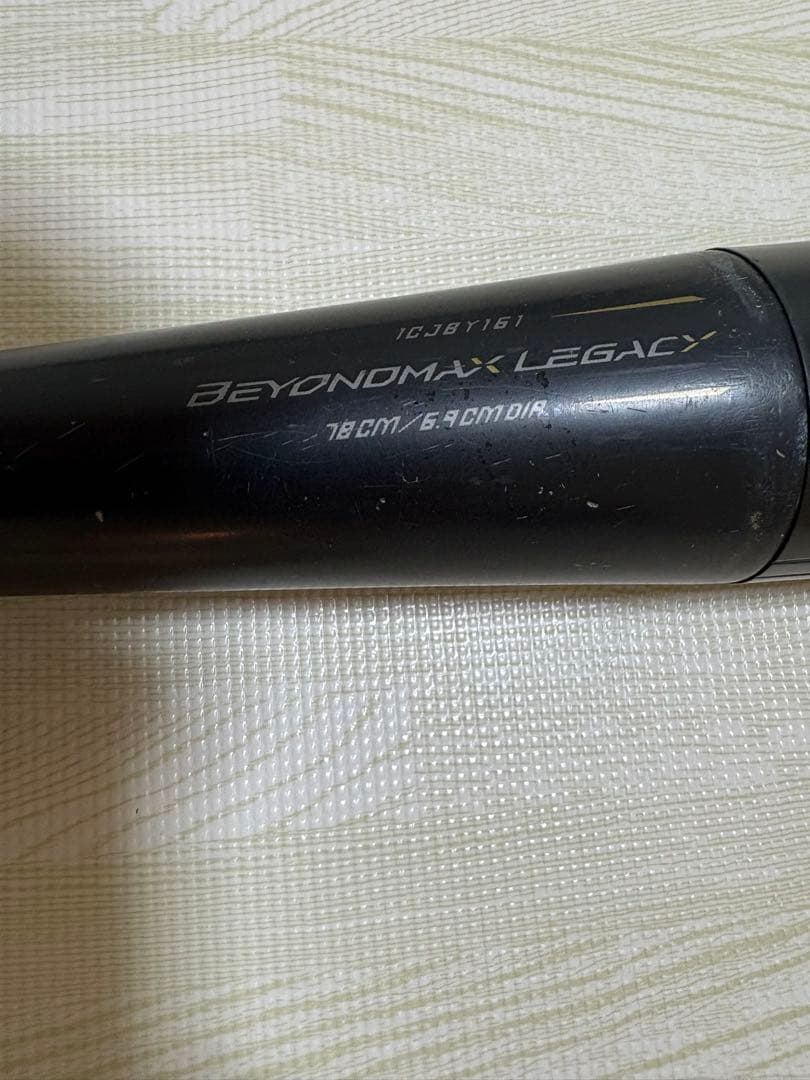 1CJBY161
BEYONDMAX LEGACY
78CM/6.9CM DIA.